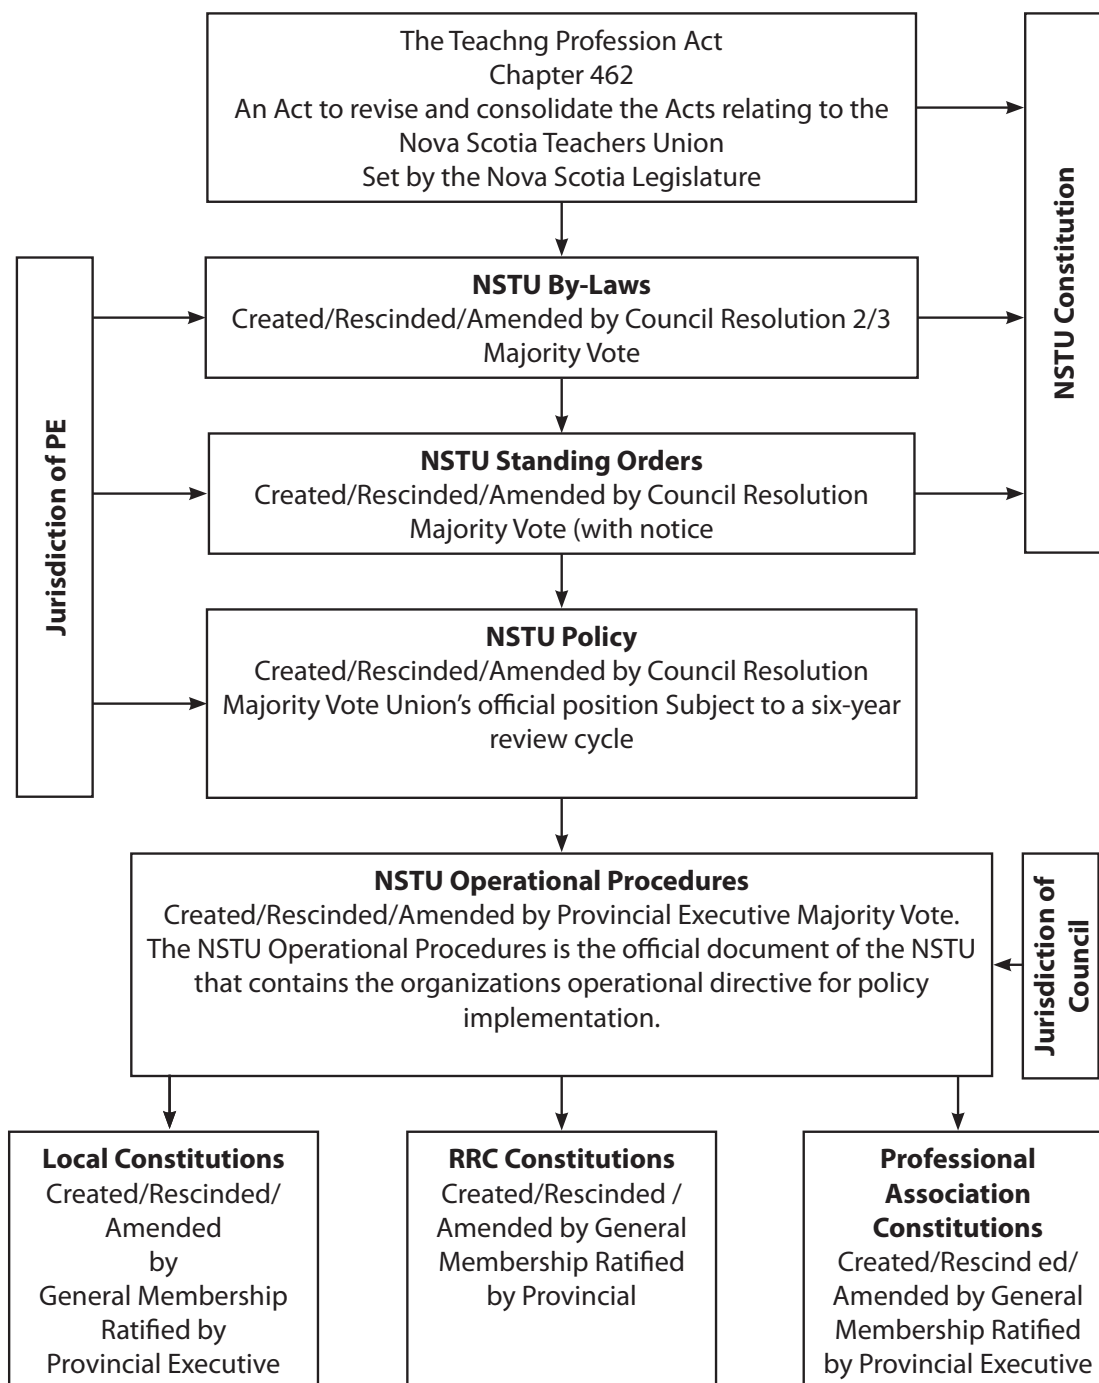 The Teachng Profession Act
Chapter 462
An Act to revise and consolidate the Acts relating to the
Nova Scotia Teachers Union
Set by the Nova Scotia Legislature
NSTU Constitution
Jurisdiction of PE
NSTU By-Laws
Created/Rescinded/Amended by Council Resolution 2/3
Majority Vote
NSTU Standing Orders
Created/Rescinded/Amended by Council Resolution
Majority Vote (with notice
NSTU Policy
Created/Rescinded/Amended by Council Resolution
Majority Vote Union’s official position Subject to a six-year
review cycle
NSTU Operational Procedures
Created/Rescinded/Amended by Provincial Executive Majority Vote.
The NSTU Operational Procedures is the official document of the NSTU
that contains the organizations operational directive for policy
implementation.
Jurisdiction of
Council
Local Constitutions
Created/Rescinded/
Amended
by
General Membership
Ratified by
Provincial Executive
RRC Constitutions
Created/Rescinded /
Amended by General
Membership Ratified
by Provincial
Professional
Association
Constitutions
Created/Rescind ed/
Amended by General
Membership Ratified
by Provincial Executive